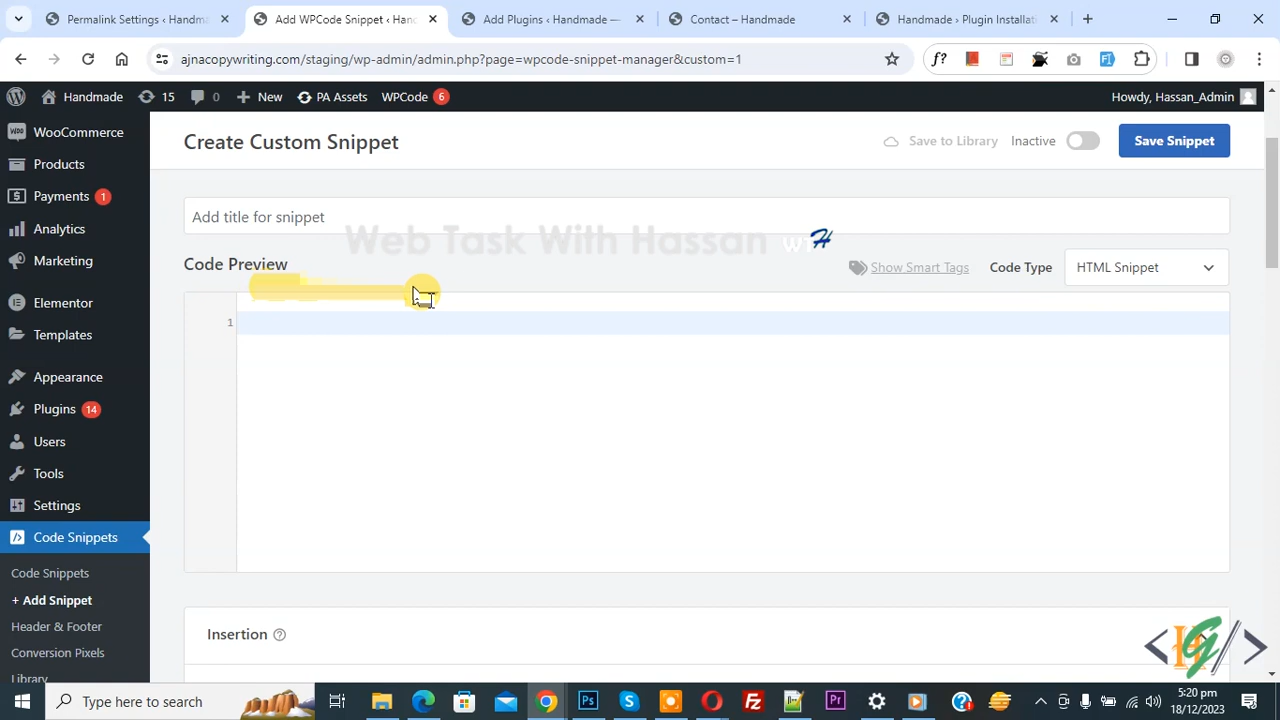 Permalink Settings ‹ Handma
Add WPCode Snippet ‹ Han
Add Plugins ‹ Handmade —
Contact – Handmade
Handmade › Plugin Installati
ajnacopywriting.com/staging/wp-admin/admin.php?page=wpcode-snippet-manager&custom=1
Handmade 15 0 New PA Assets WPCode 6 Howdy, Hassan_Admin
WooCommerce
Products
Payments 1
Analytics
Marketing
Elementor
Templates
Appearance
Plugins 14
Users
Tools
Settings
Code Snippets
Code Snippets
+ Add Snippet
Header & Footer
Conversion Pixels
Library
Create Custom Snippet
Save to Library Inactive Save Snippet
Add title for snippet
Web Task With Hassan WTH
Code Preview
Show Smart Tags Code Type HTML Snippet
1
Insertion
Type here to search
5:20 pm
18/12/2023